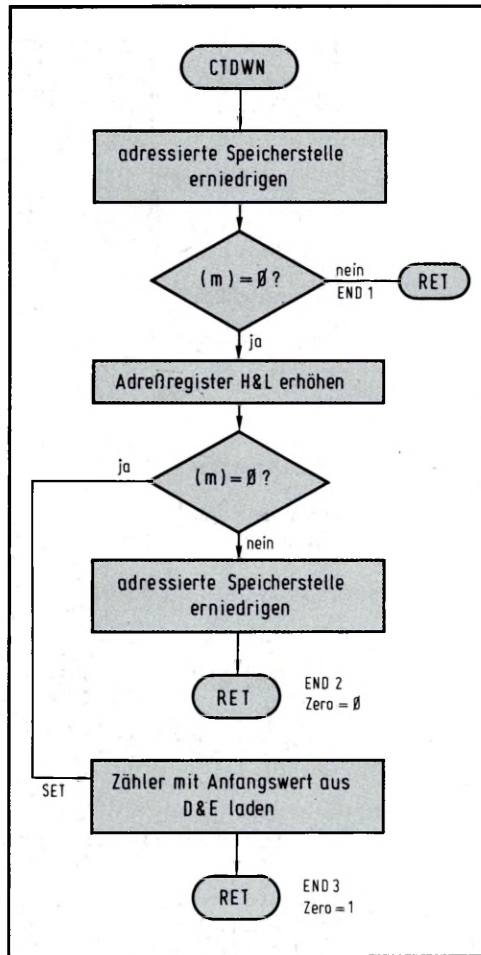 CTDWN
adressierte Speicherstelle
erniedrigen
(m)=Ø?
nein
END 1
RET
ja
Adreßregister H&L erhöhen
ja
(m)=Ø?
nein
adressierte Speicherstelle
erniedrigen
RET
END 2
Zero = Ø
SET
Zähler mit Anfangswert aus
D&E laden
RET
END 3
Zero = 1